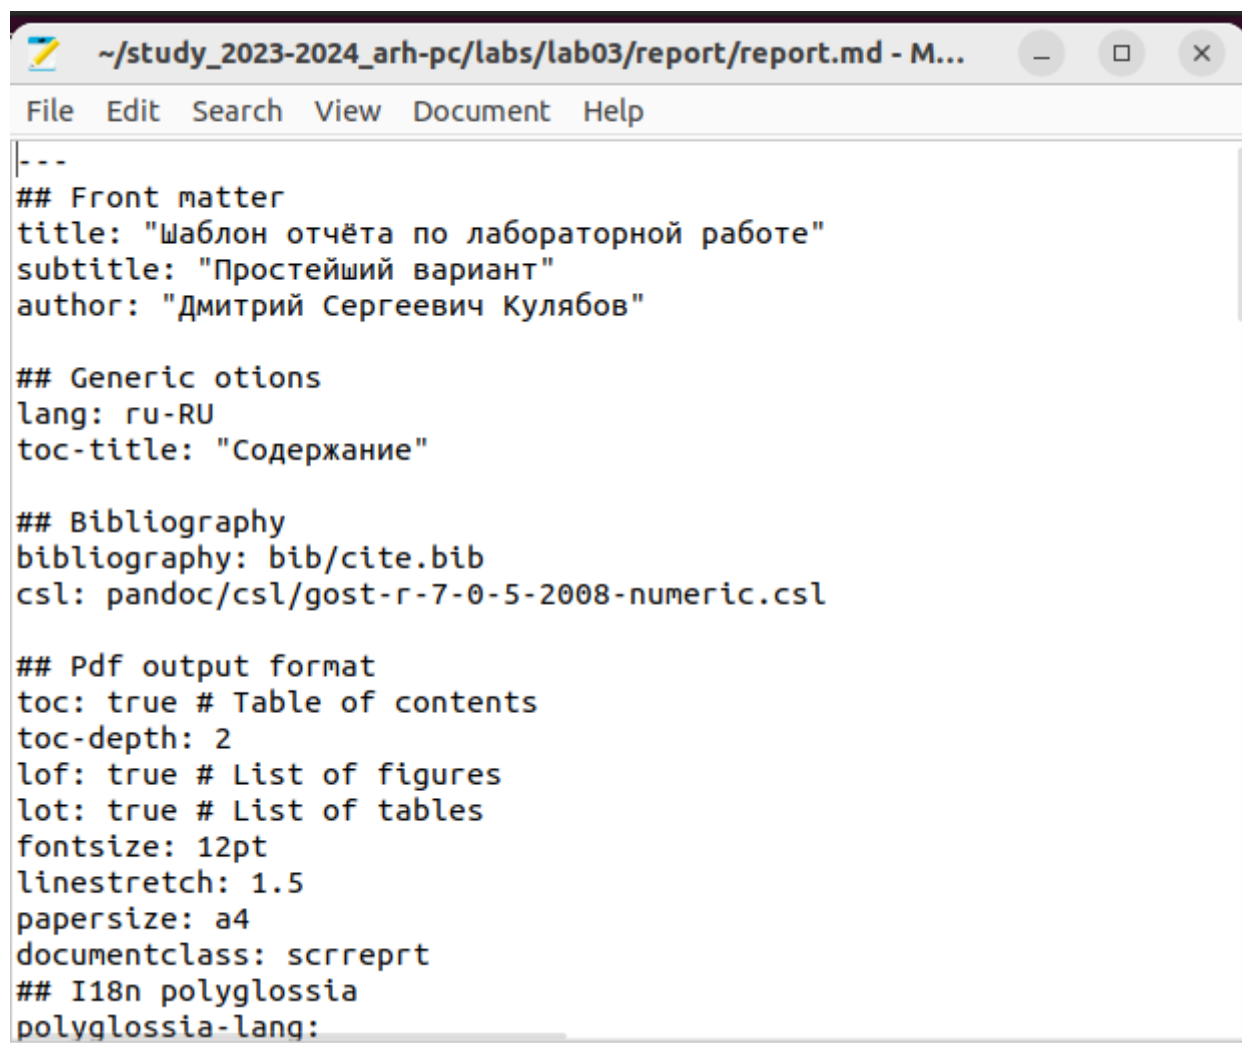 ~/study_2023-2024_arh-pc/labs/lab03/report/report.md - M...
File Edit Search View Document Help
---
## Front matter
title: "Шаблон отчёта по лабораторной работе"
subtitle: "Простейший вариант"
author: "Дмитрий Сергеевич Кулябов"
## Generic otions
lang: ru-RU
toc-title: "Содержание"
## Bibliography
bibliography: bib/cite.bib
csl: pandoc/csl/gost-r-7-0-5-2008-numeric.csl
## Pdf output format
toc: true # Table of contents
toc-depth: 2
lof: true # List of figures
lot: true # List of tables
fontsize: 12pt
linestretch: 1.5
papersize: a4
documentclass: scrreprt
## I18n polyglossia
polyglossia-lang: